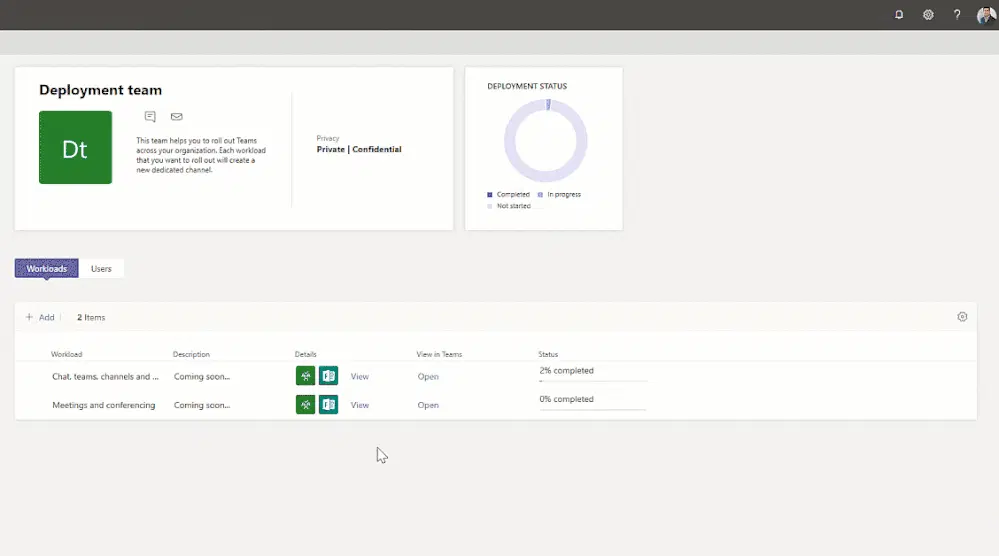 ?
Deployment team
Dt
This team helps you to roll out Teams
across your organization. Each workload
that you want to roll out will create a
new dedicated channel.
Privacy
Private | Confidential
DEPLOYMENT STATUS
Completed In progress
Not started
Workloads Users
+ Add 2 Items
Workload Description Details View in Teams Status
Chat, teams, channels and ... Coming soon... View Open 2% completed
Meetings and conferencing Coming soon... View Open 0% completed